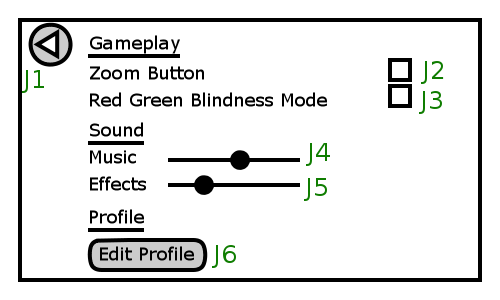 J1
Gameplay
Zoom Button J2
Red Green Blindness Mode J3
Sound
Music J4
Effects J5
Profile
Edit Profile J6